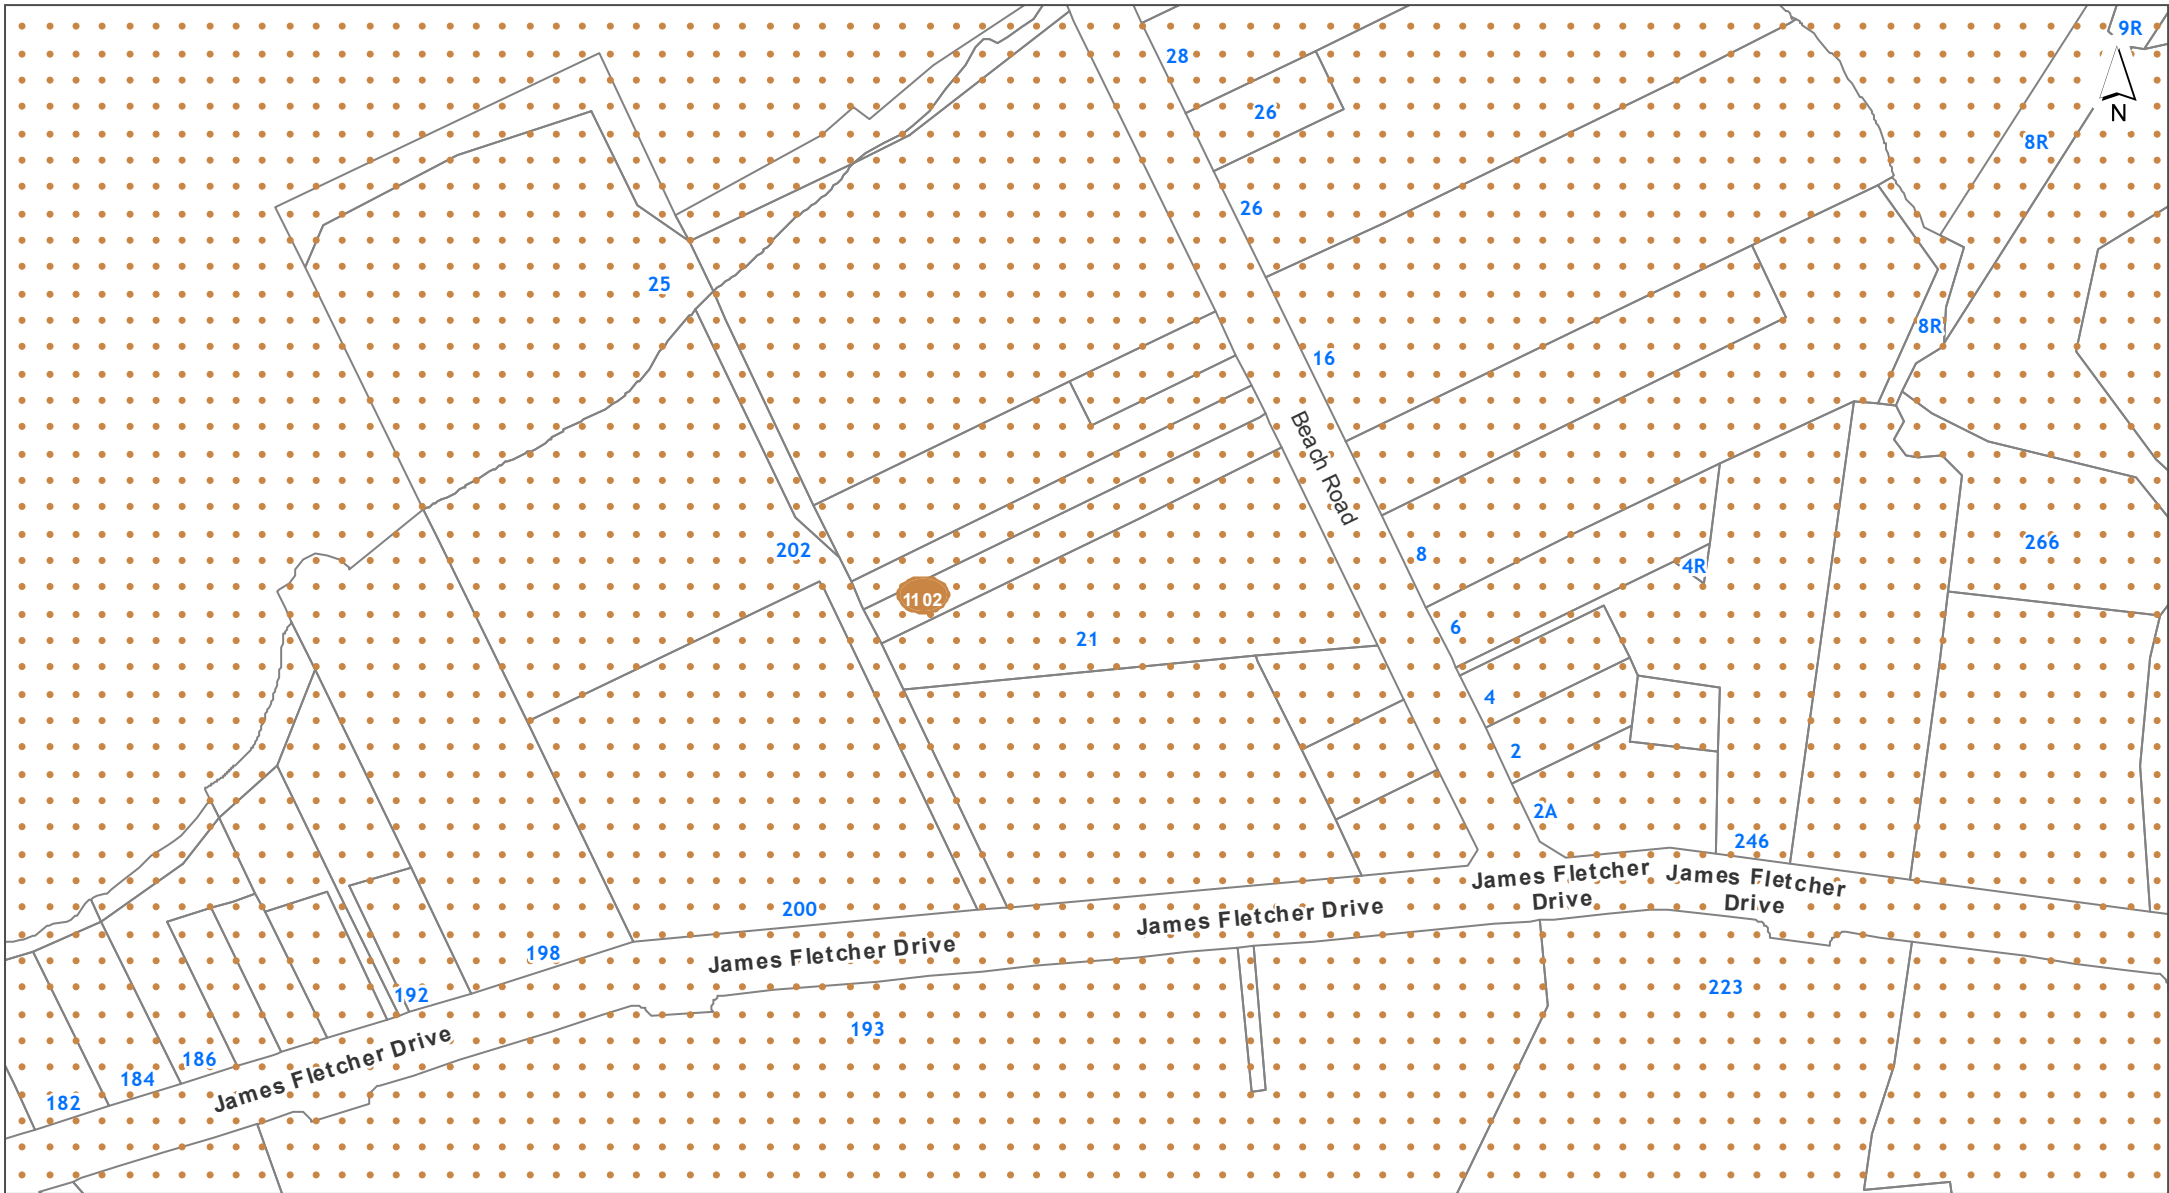 9R
28
N
26
8R
26
25
8R
16
Beach Road
266
202
8
4R
1102
6
21
4
2
2A
246
James Fletcher
Drive
James Fletcher
Drive
200
James Fletcher Drive
James Fletcher Drive
198
223
192
193
James Fletcher Drive
186
184
182